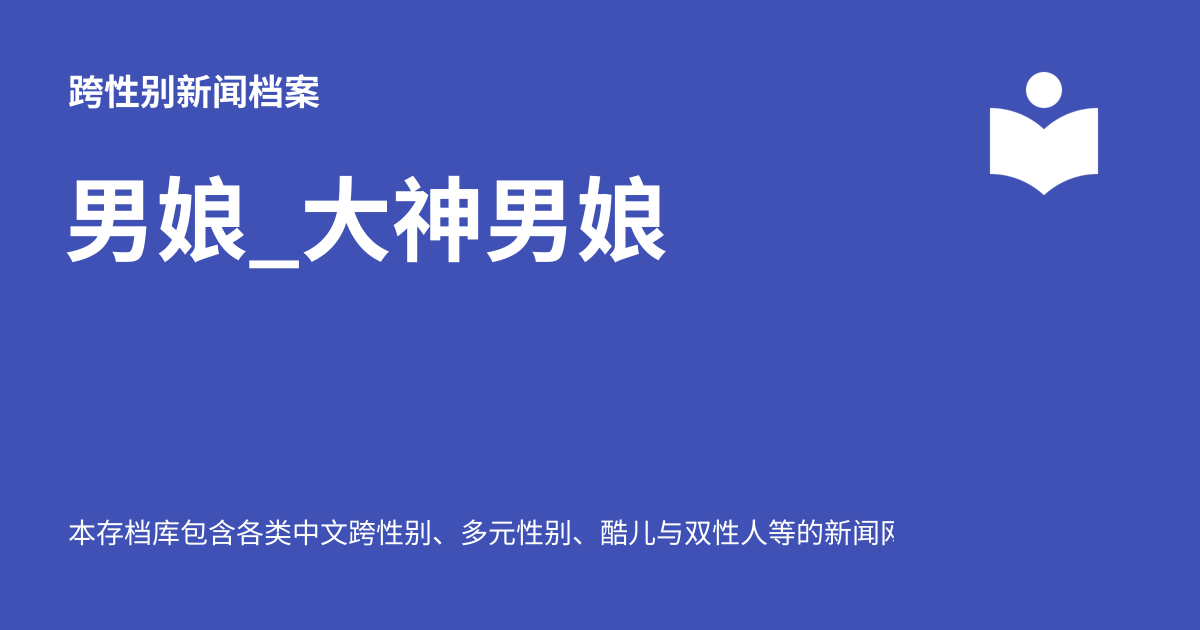 跨性别新闻档案
男娘_大神男娘
本存档库包含各类中文跨性别、多元性别、酷儿与双性人等的新闻